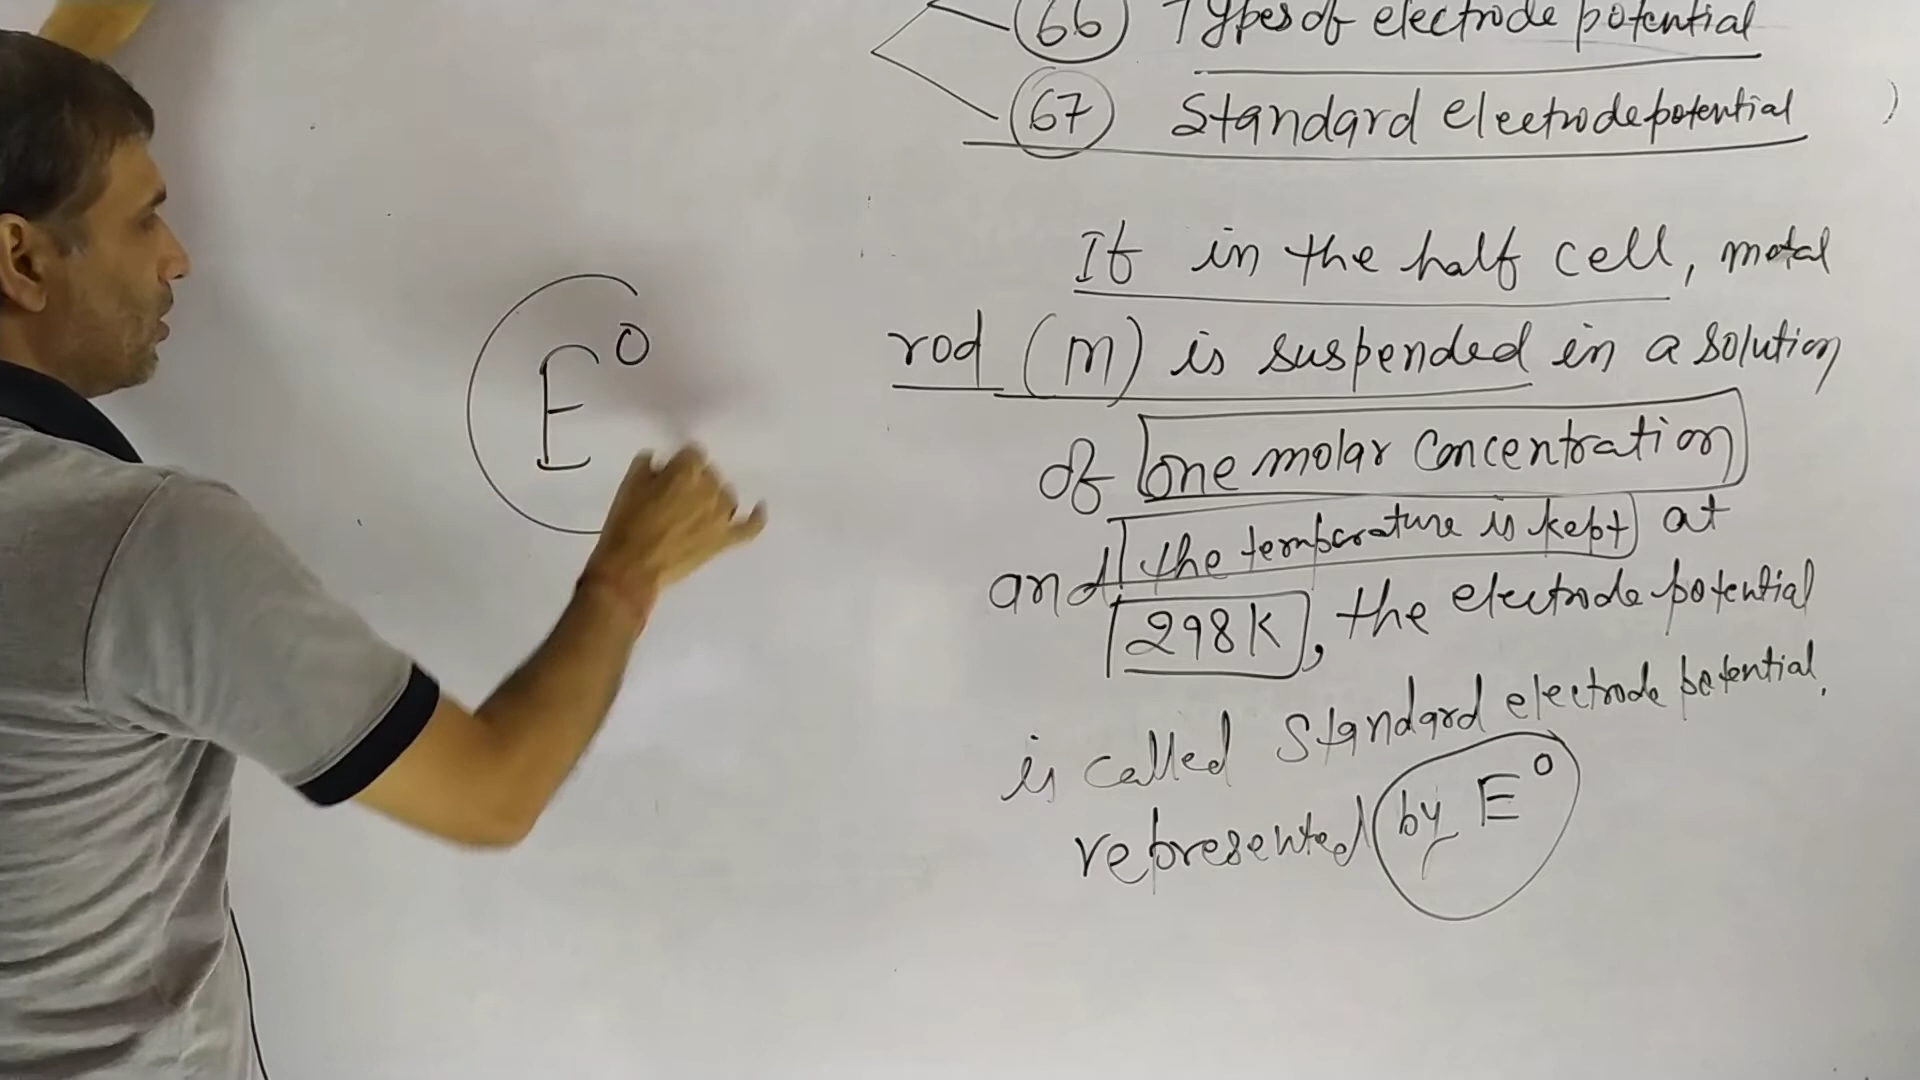 66 Types of electrode potential
67 Standard electrode potential )
If in the half cell, metal
rod (M) is suspended in a solution
of one molar concentration
and the temperature is kept at
298K, the electrode potential
is called Standard electrode potential.
represented by E⁰
E⁰